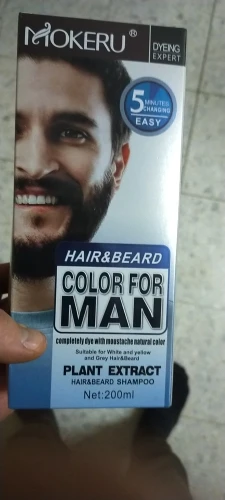 MOKERU®
DYEING
EXPERT
5 MINUTES
CHANGING
EASY
HAIR&BEARD
COLOR FOR
MAN
completely dye with moustache natural color
Suitable for White and yellow
and Grey Hair&Beard
PLANT EXTRACT
HAIR&BEARD SHAMPOO
Net:200ml